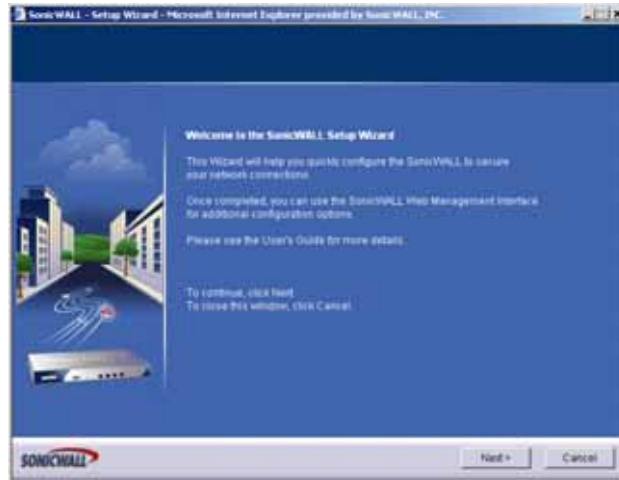 SonicWALL - Setup Wizard - Microsoft Internet Explorer provided by SonicWALL, INC.
Welcome to the SonicWALL Setup Wizard
This Wizard will help you quickly configure the SonicWALL to secure
your network connections.
Once completed, you can use the SonicWALL Web Management Interface
for additional configuration options.
Please see the User's Guide for more details.
To continue, click Next.
To close this window, click Cancel.
SONICWALL
Next >
Cancel